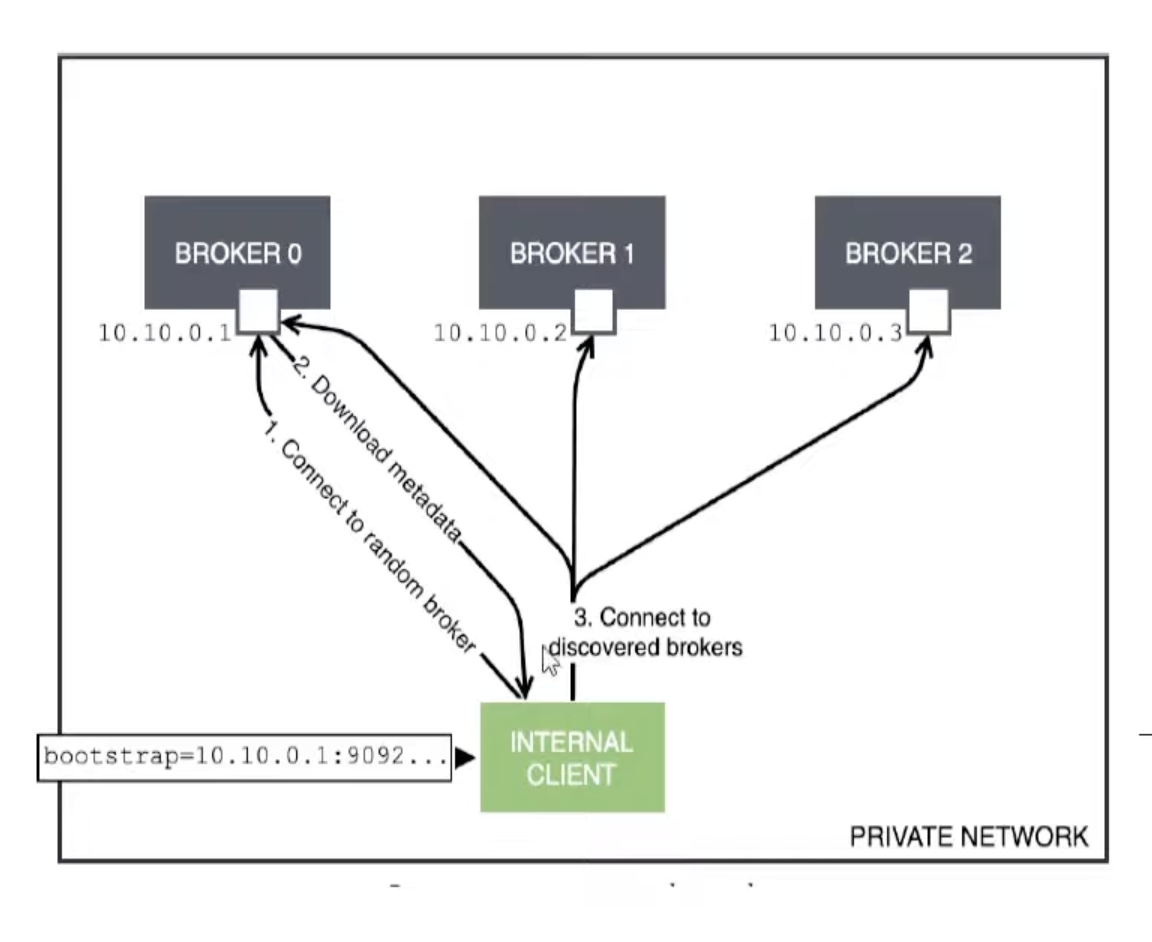 BROKER 0
BROKER 1
BROKER 2
10.10.0.1
10.10.0.2
10.10.0.3
2. Download metadata
1. Connect to random broker
3. Connect to
discovered brokers
INTERNAL
CLIENT
bootstrap=10.10.0.1:9092...
PRIVATE NETWORK